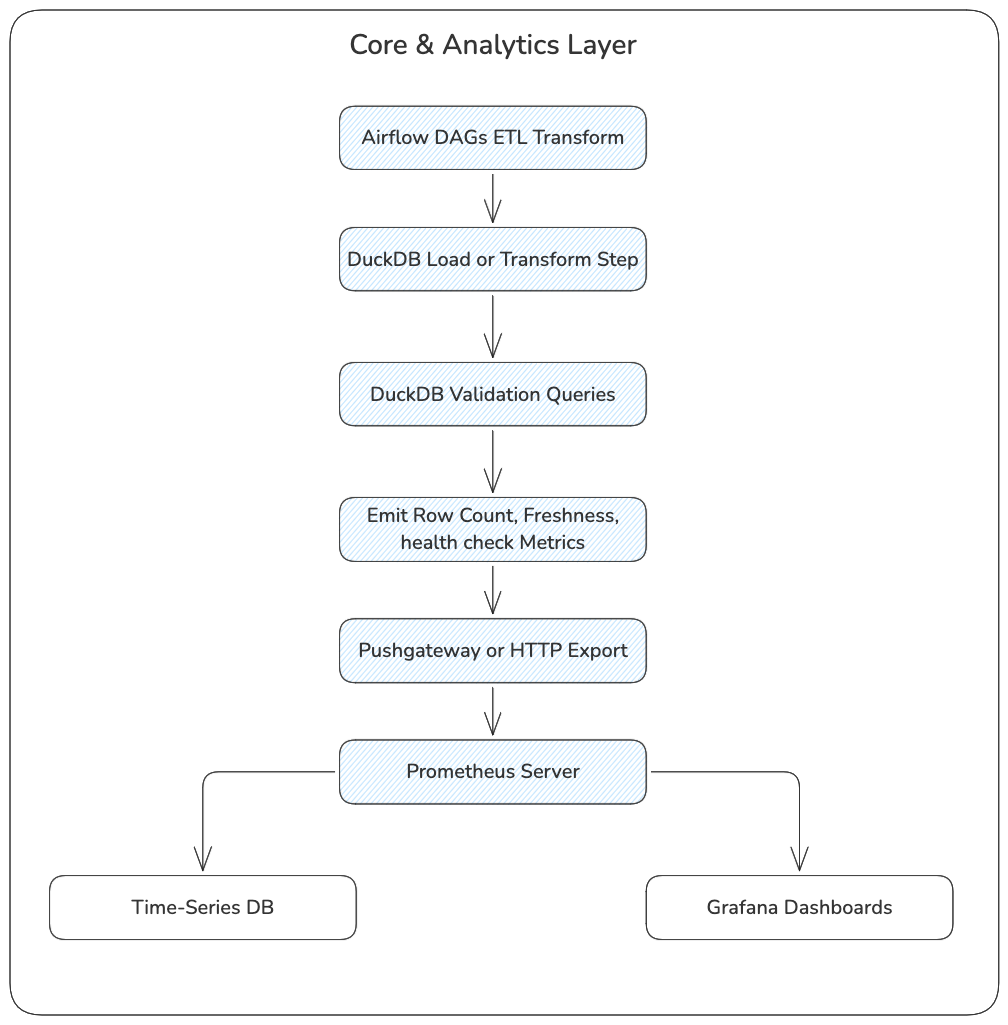 Core & Analytics Layer
Airflow DAGs ETL Transform
DuckDB Load or Transform Step
DuckDB Validation Queries
Emit Row Count, Freshness,
health check Metrics
Pushgateway or HTTP Export
Prometheus Server
Time-Series DB
Grafana Dashboards